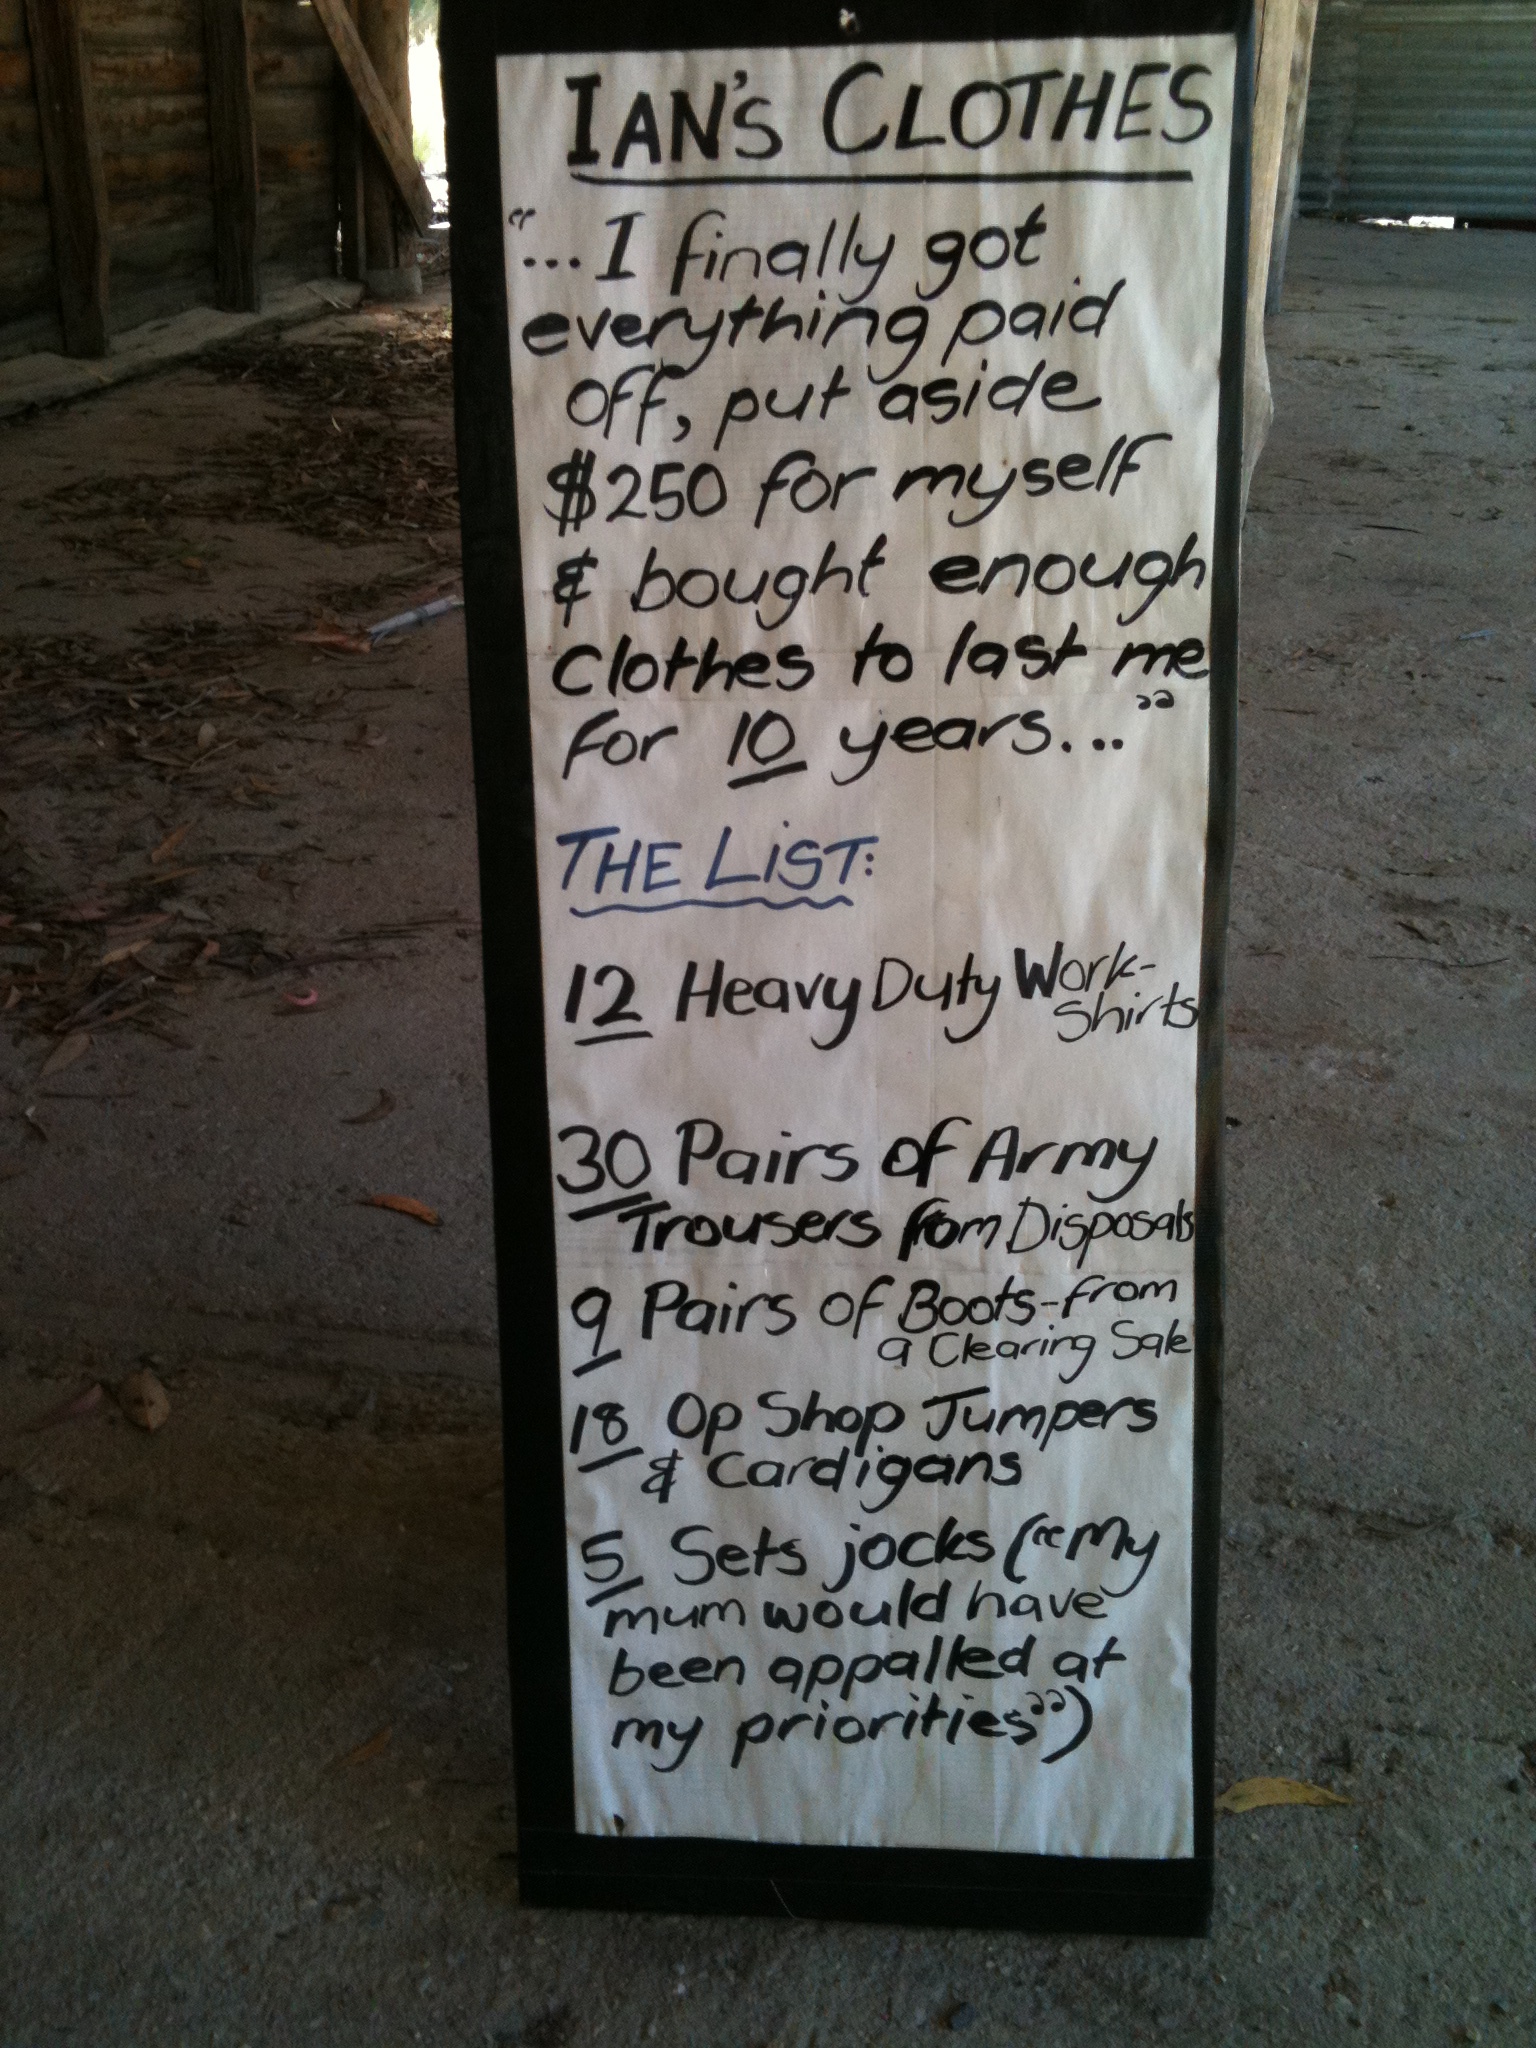 IAN'S CLOTHES
"...I finally got
everything paid
off, put aside
$250 for myself
& bought enough
Clothes to last me
for 10 years..."
THE LIST:
12 Heavy Duty Work-
Shirts
30 Pairs of Army
Trousers from Disposals
9 Pairs of Boots-from
a Clearing Sale
18 Op Shop Jumpers
& Cardigans
5 Sets jocks ("My
mum would have
been appalled at
my priorities")